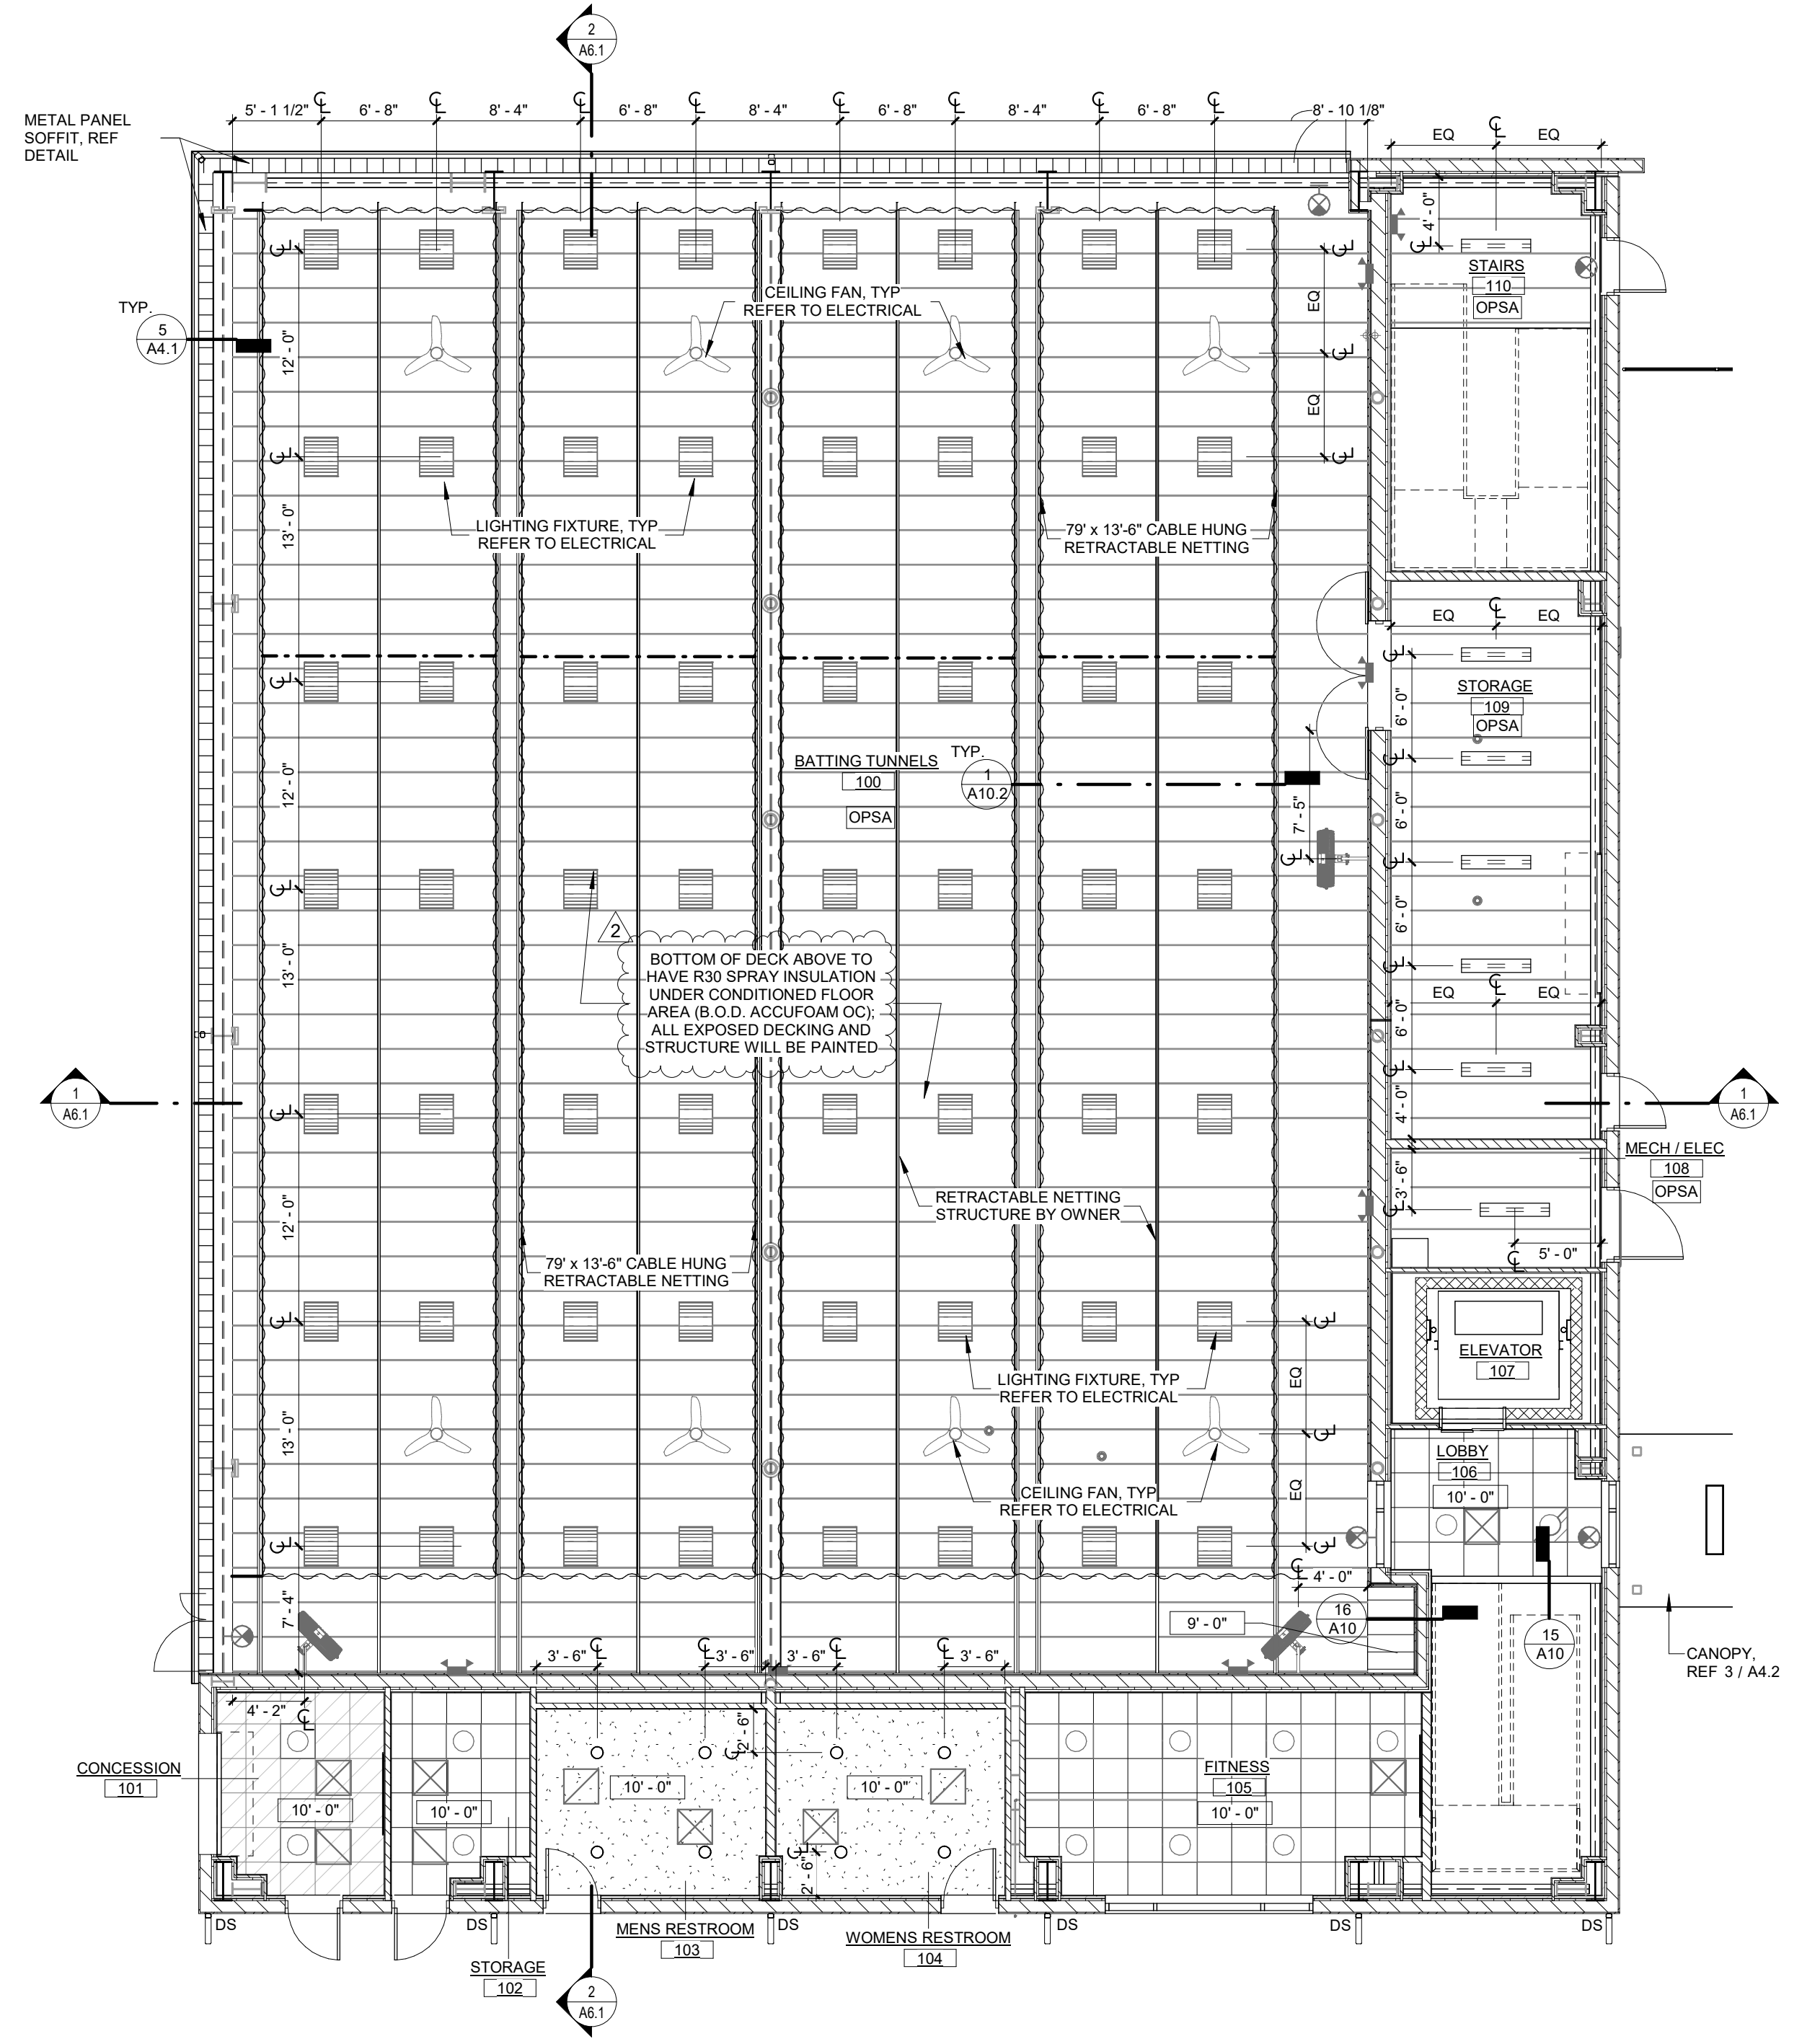 2
A6.1
5' - 1 1/2"
6' - 8"
8' - 4"
6' - 8"
8' - 4"
6' - 8"
8' - 4"
6' - 8"
8' - 10 1/8"
METAL PANEL
SOFFIT, REF
DETAIL
EQ
EQ
4' - 0"
STAIRS
110
OPSA
TYP.
5
A4.1
CEILING FAN, TYP
REFER TO ELECTRICAL
12' - 0"
EQ
EQ
LIGHTING FIXTURE, TYP
REFER TO ELECTRICAL
79' x 13'-6" CABLE HUNG
RETRACTABLE NETTING
13' - 0"
EQ
EQ
STORAGE
109
OPSA
6' - 0"
BATTING TUNNELS
100
OPSA
TYP.
1
A10.2
12' - 0"
7' - 5"
6' - 0"
2
BOTTOM OF DECK ABOVE TO
HAVE R30 SPRAY INSULATION
UNDER CONDITIONED FLOOR
AREA (B.O.D. ACCUFOAM OC);
ALL EXPOSED DECKING AND
STRUCTURE WILL BE PAINTED
13' - 0"
6' - 0"
EQ
EQ
6' - 0"
1
A6.1
4' - 0"
1
A6.1
MECH / ELEC
108
OPSA
3' - 6"
RETRACTABLE NETTING
STRUCTURE BY OWNER
12' - 0"
79' x 13'-6" CABLE HUNG
RETRACTABLE NETTING
5' - 0"
ELEVATOR
107
LIGHTING FIXTURE, TYP
REFER TO ELECTRICAL
EQ
13' - 0"
LOBBY
106
10' - 0"
CEILING FAN, TYP
REFER TO ELECTRICAL
EQ
4' - 0"
7' - 4"
9' - 0"
16
A10
15
A10
CANOPY,
REF 3 / A4.2
3' - 6"
3' - 6"
3' - 6"
3' - 6"
4' - 2"
2' - 6"
CONCESSION
101
10' - 0"
10' - 0"
10' - 0"
10' - 0"
FITNESS
105
10' - 0"
2' - 6"
DS
DS
DS
DS
DS
DS
MENS RESTROOM
103
WOMENS RESTROOM
104
STORAGE
102
2
A6.1